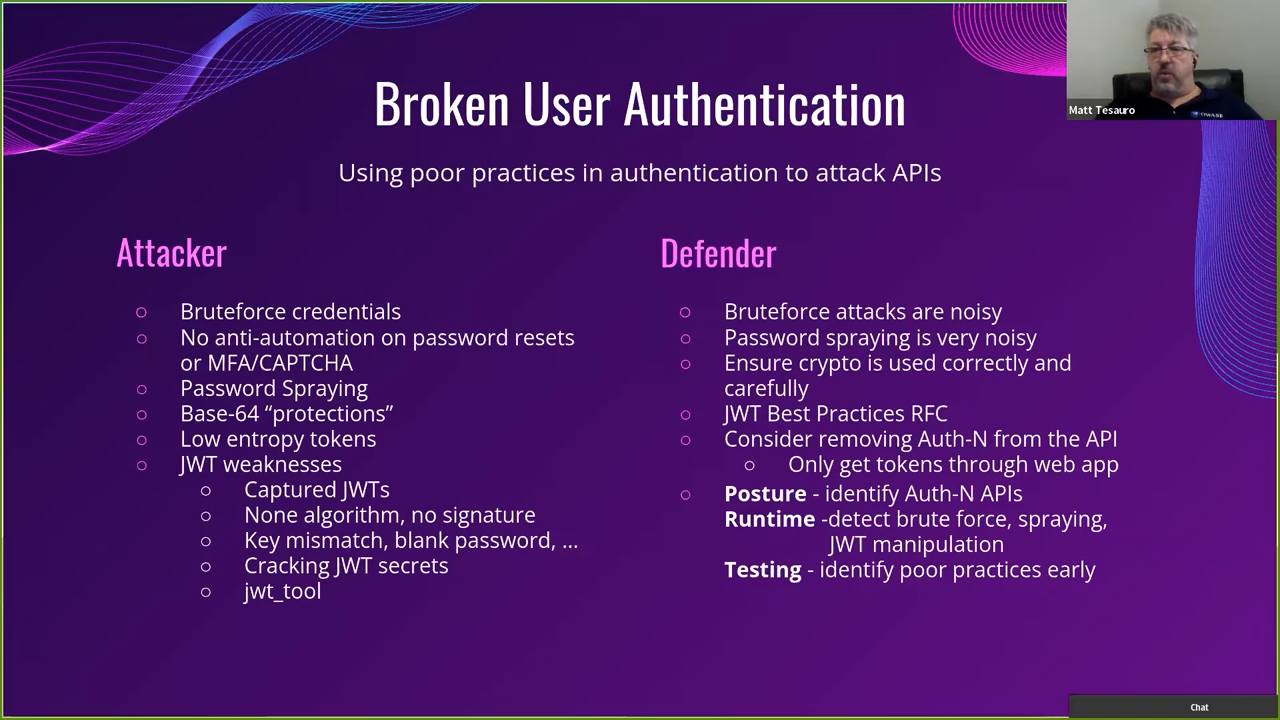 Broken User Authentication
Using poor practices in authentication to attack APIs
Matt Tesauro
OWASP
Attacker
Bruteforce credentials
No anti-automation on password resets
or MFA/CAPTCHA
Password Spraying
Base-64 “protections”
Low entropy tokens
JWT weaknesses
Captured JWTs
None algorithm, no signature
Key mismatch, blank password, ...
Cracking JWT secrets
jwt_tool
Defender
Bruteforce attacks are noisy
Password spraying is very noisy
Ensure crypto is used correctly and
carefully
JWT Best Practices RFC
Consider removing Auth-N from the API
Only get tokens through web app
Posture - identify Auth-N APIs
Runtime -detect brute force, spraying,
JWT manipulation
Testing - identify poor practices early
Chat